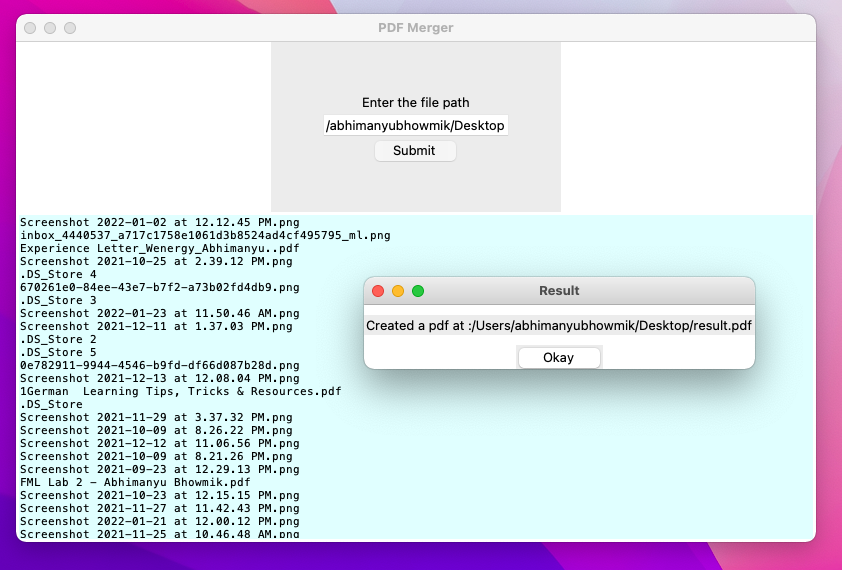 PDF Merger
Enter the file path
/abhimanyubhowmik/Desktop
Submit
Screenshot 2022-01-02 at 12.12.45 PM.png
inbox_4440537_a717c1758e1061d3b8524ad4cf495795_ml.png
Experience Letter_Wenergy_Abhimanyu..pdf
Screenshot 2021-10-25 at 2.39.12 PM.png
.DS_Store 4
670261e0-84ee-43e7-b7f2-a73b02fd4db9.png
.DS_Store 3
Screenshot 2022-01-23 at 11.50.46 AM.png
Screenshot 2021-12-11 at 1.37.03 PM.png
.DS_Store 2
.DS_Store 5
0e782911-9944-4546-b9fd-df66d087b28d.png
Screenshot 2021-12-13 at 12.08.04 PM.png
1German  Learning Tips, Tricks & Resources.pdf
.DS_Store
Screenshot 2021-11-29 at 3.37.32 PM.png
Screenshot 2021-10-09 at 8.26.22 PM.png
Screenshot 2021-12-12 at 11.06.56 PM.png
Screenshot 2021-10-09 at 8.21.26 PM.png
Screenshot 2021-09-23 at 12.29.13 PM.png
FML Lab 2 - Abhimanyu Bhowmik.pdf
Screenshot 2021-10-23 at 12.15.15 PM.png
Screenshot 2021-11-27 at 11.42.43 PM.png
Screenshot 2022-01-21 at 12.00.12 PM.png
Screenshot 2021-11-25 at 10.46.48 AM.png
Result
Created a pdf at :/Users/abhimanyubhowmik/Desktop/result.pdf
Okay